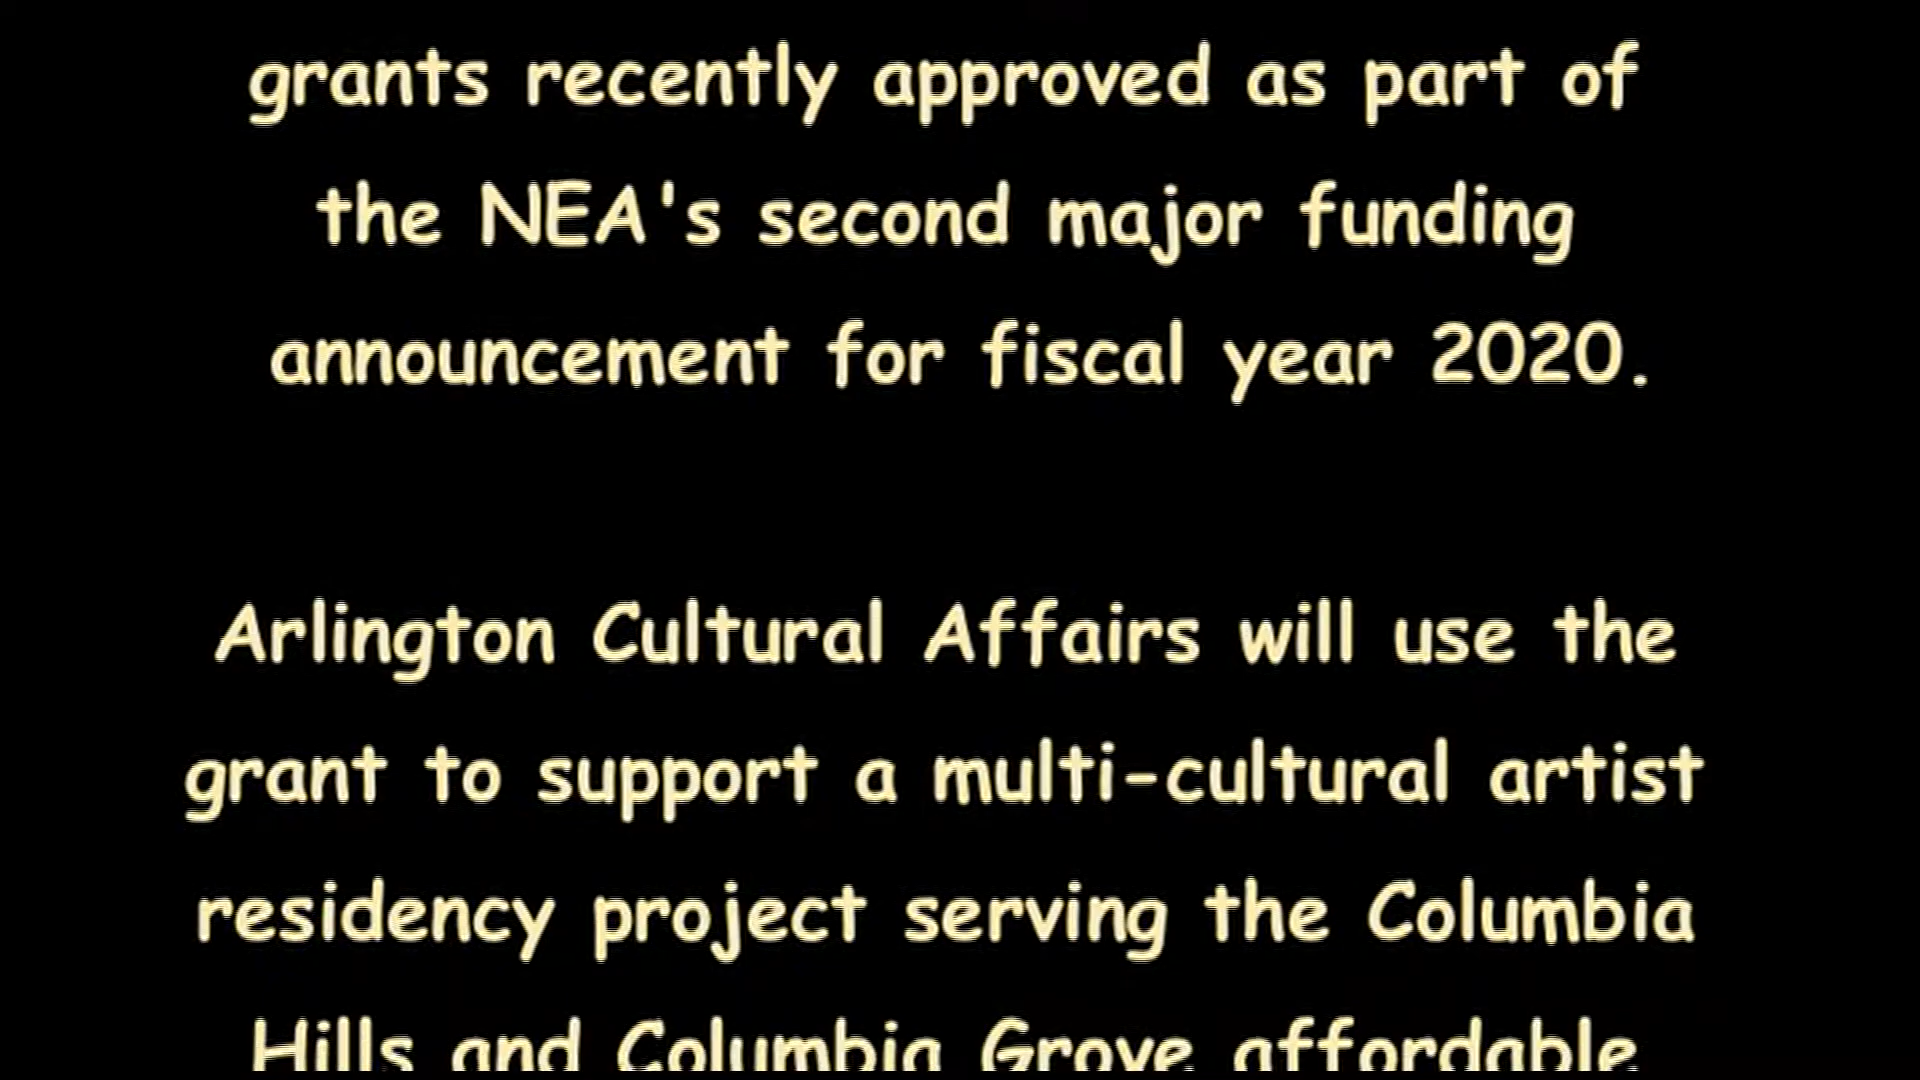 grants recently approved as part of
the NEA's second major funding
announcement for fiscal year 2020.
Arlington Cultural Affairs will use the
grant to support a multi-cultural artist
residency project serving the Columbia
Hills and Columbia Grove affordable